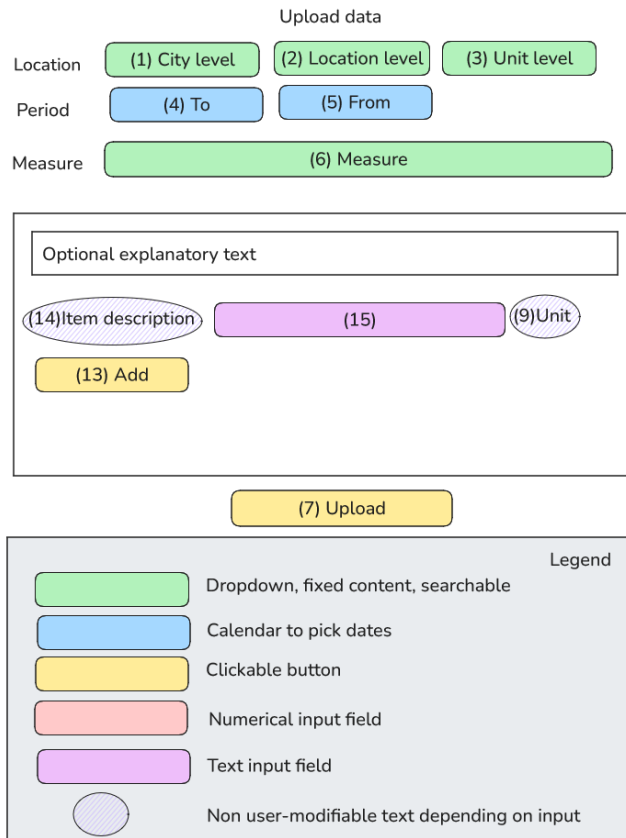 Upload data
Location (1) City level (2) Location level (3) Unit level
Period (4) To (5) From
Measure (6) Measure
Optional explanatory text
(14)Item description (15) (9)Unit
(13) Add
(7) Upload
Legend
Dropdown, fixed content, searchable
Calendar to pick dates
Clickable button
Numerical input field
Text input field
Non user-modifiable text depending on input